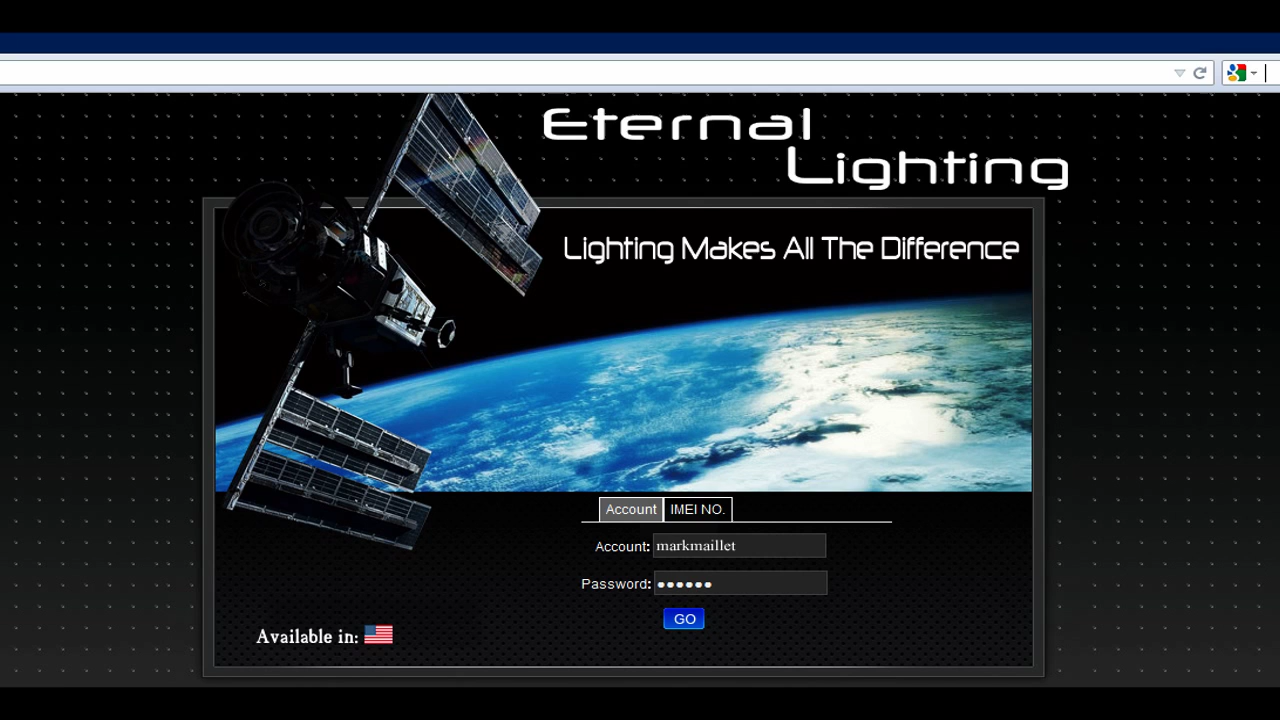 Eternal
Lighting
Lighting Makes All The Difference
Account IMEI NO.
Account: markmaillet
Password: ••••••
GO
Available in: